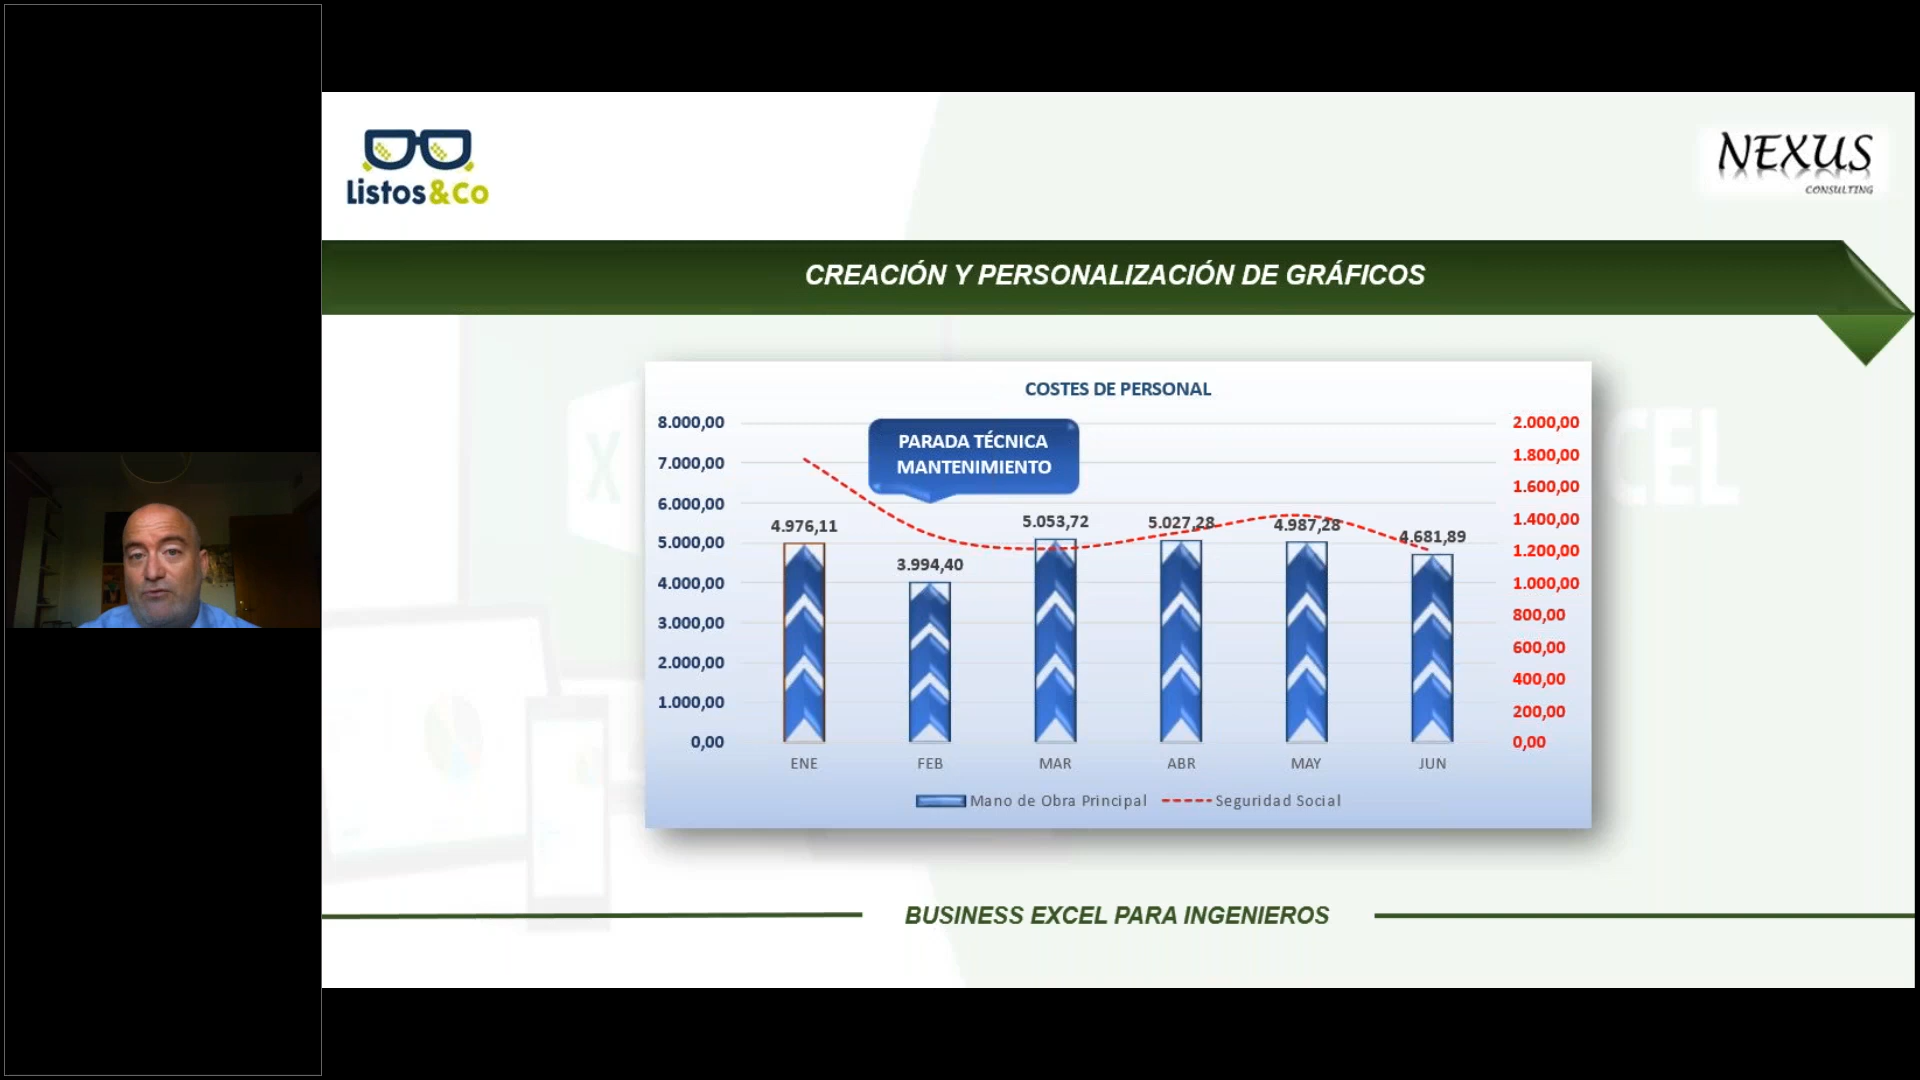 Listos&Co
NEXUS
CONSULTING
CREACIÓN Y PERSONALIZACIÓN DE GRÁFICOS
X
CEL
COSTES DE PERSONAL
8.000,00
7.000,00
6.000,00
5.000,00
4.000,00
3.000,00
2.000,00
1.000,00
0,00
PARADA TÉCNICA
MANTENIMIENTO
4.976,11
3.994,40
5.053,72
5.027,28
4.987,28
4.681,89
2.000,00
1.800,00
1.600,00
1.400,00
1.200,00
1.000,00
800,00
600,00
400,00
200,00
0,00
ENE FEB MAR ABR MAY JUN
Mano de Obra Principal Seguridad Social
BUSINESS EXCEL PARA INGENIEROS